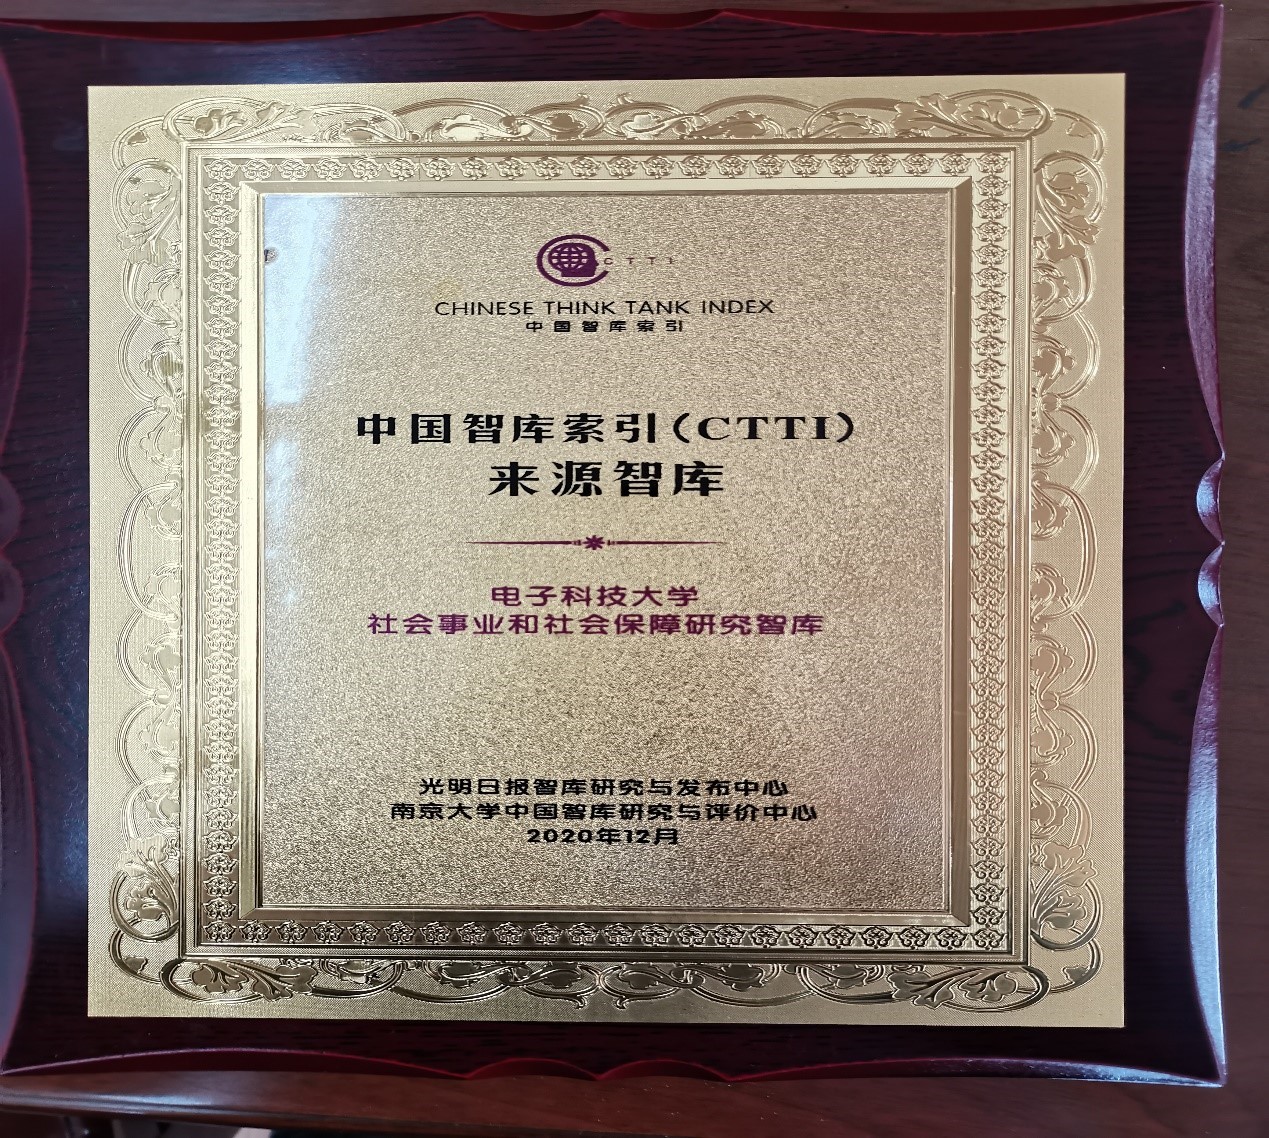 CTTI
CHINESE THINK TANK INDEX
中国智库索引
中国智库索引(CTTI)
来源智库
电子科技大学
社会事业和社会保障研究智库
光明日报智库研究与发布中心
南京大学中国智库研究与评价中心
2020年12月